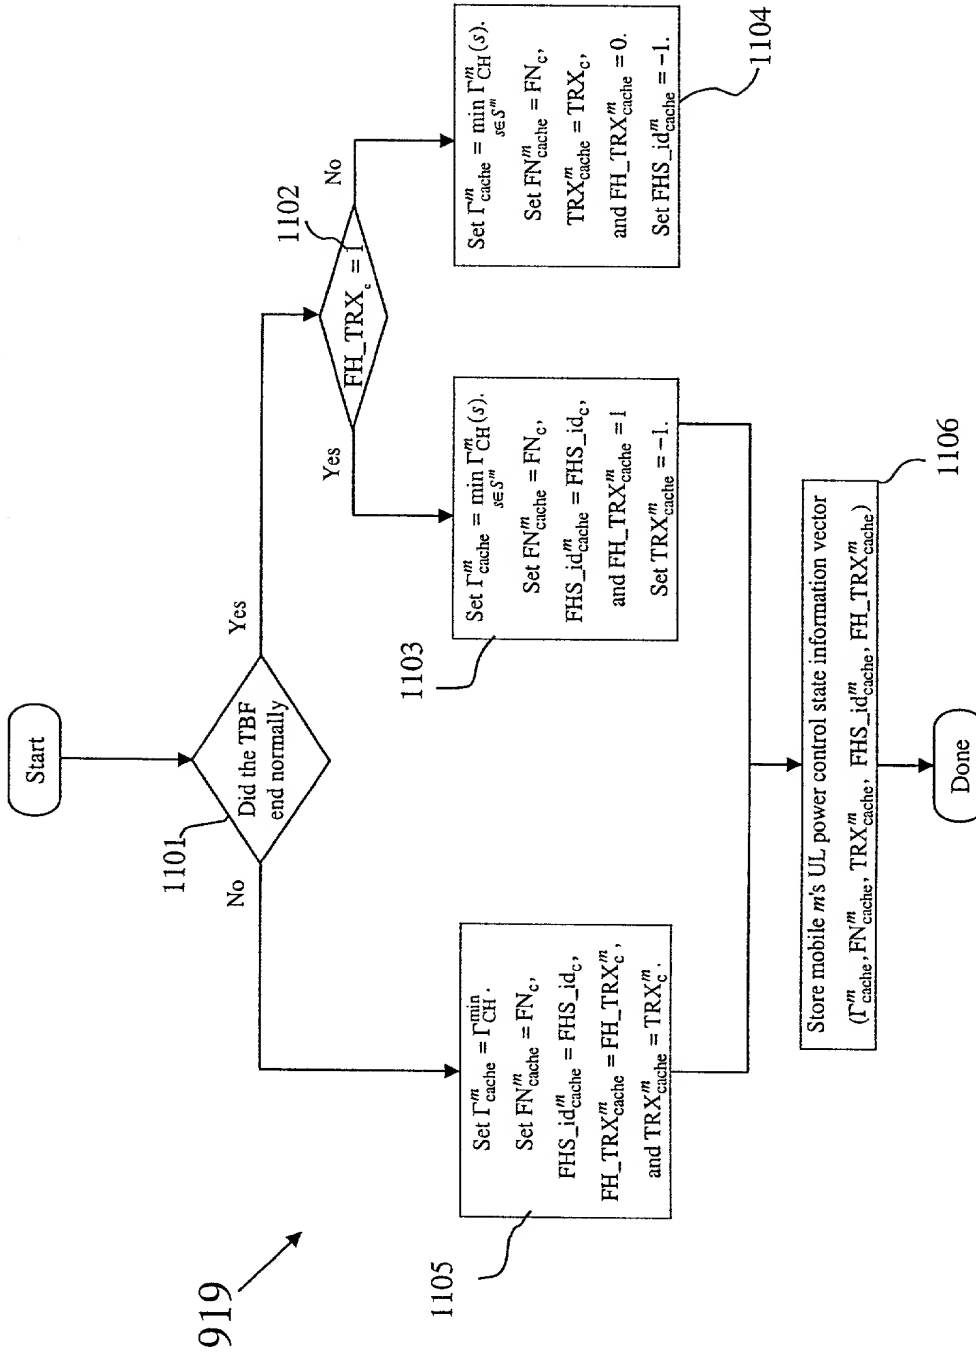 919
Start
1101
Did the TBF
end normally
No
Yes
1102
FH_TRX_c = 1
Yes
No
1105
Set Γ^m_cache = Γ^min_CH.
Set FN^m_cache = FN_c,
FHS_id^m_cache = FHS_id_c,
FH_TRX^m_cache = FH_TRX^m_c,
and TRX^m_cache = TRX^m_c.
1103
Set Γ^m_cache = min_{s∈S^m} Γ^m_CH(s).
Set FN^m_cache = FN_c,
FHS_id^m_cache = FHS_id_c,
and FH_TRX^m_cache = 1
Set TRX^m_cache = −1.
Set Γ^m_cache = min_{s∈S^m} Γ^m_CH(s).
Set FN^m_cache = FN_c,
TRX^m_cache = TRX_c,
and FH_TRX^m_cache = 0.
Set FHS_id^m_cache = −1.
1104
1106
Store mobile m's UL power control state information vector
(Γ^m_cache, FN^m_cache, TRX^m_cache, FHS_id^m_cache, FH_TRX^m_cache)
Done